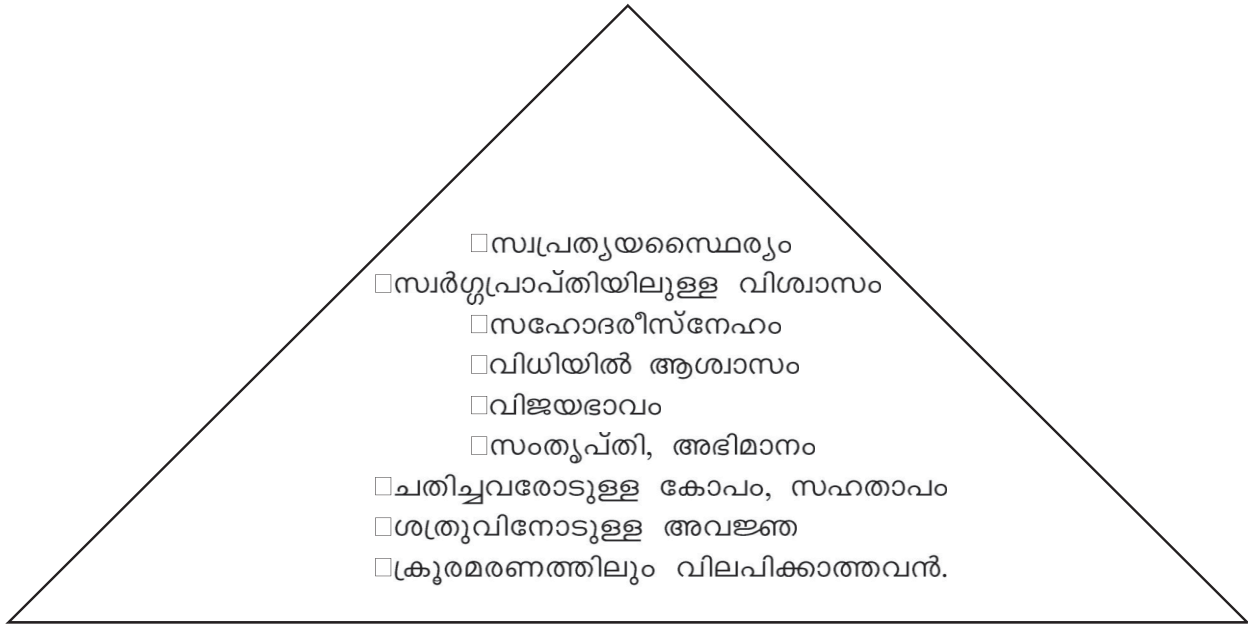 □സ്വപ്രത്യയസ്ഥൈര്യം
□സ്വർഗ്ഗപ്രാപ്തിയിലുള്ള വിശ്വാസം
□സഹോദരീസ്നേഹം
□വിധിയിൽ ആശ്വാസം
□വിജയഭാവം
□സംതൃപ്തി, അഭിമാനം
□ചതിച്ചവരോടുള്ള കോപം, സഹതാപം
□ശത്രുവിനോടുള്ള അവജ്ഞ
□ക്രൂരമരണത്തിലും വിലപിക്കാത്തവൻ.